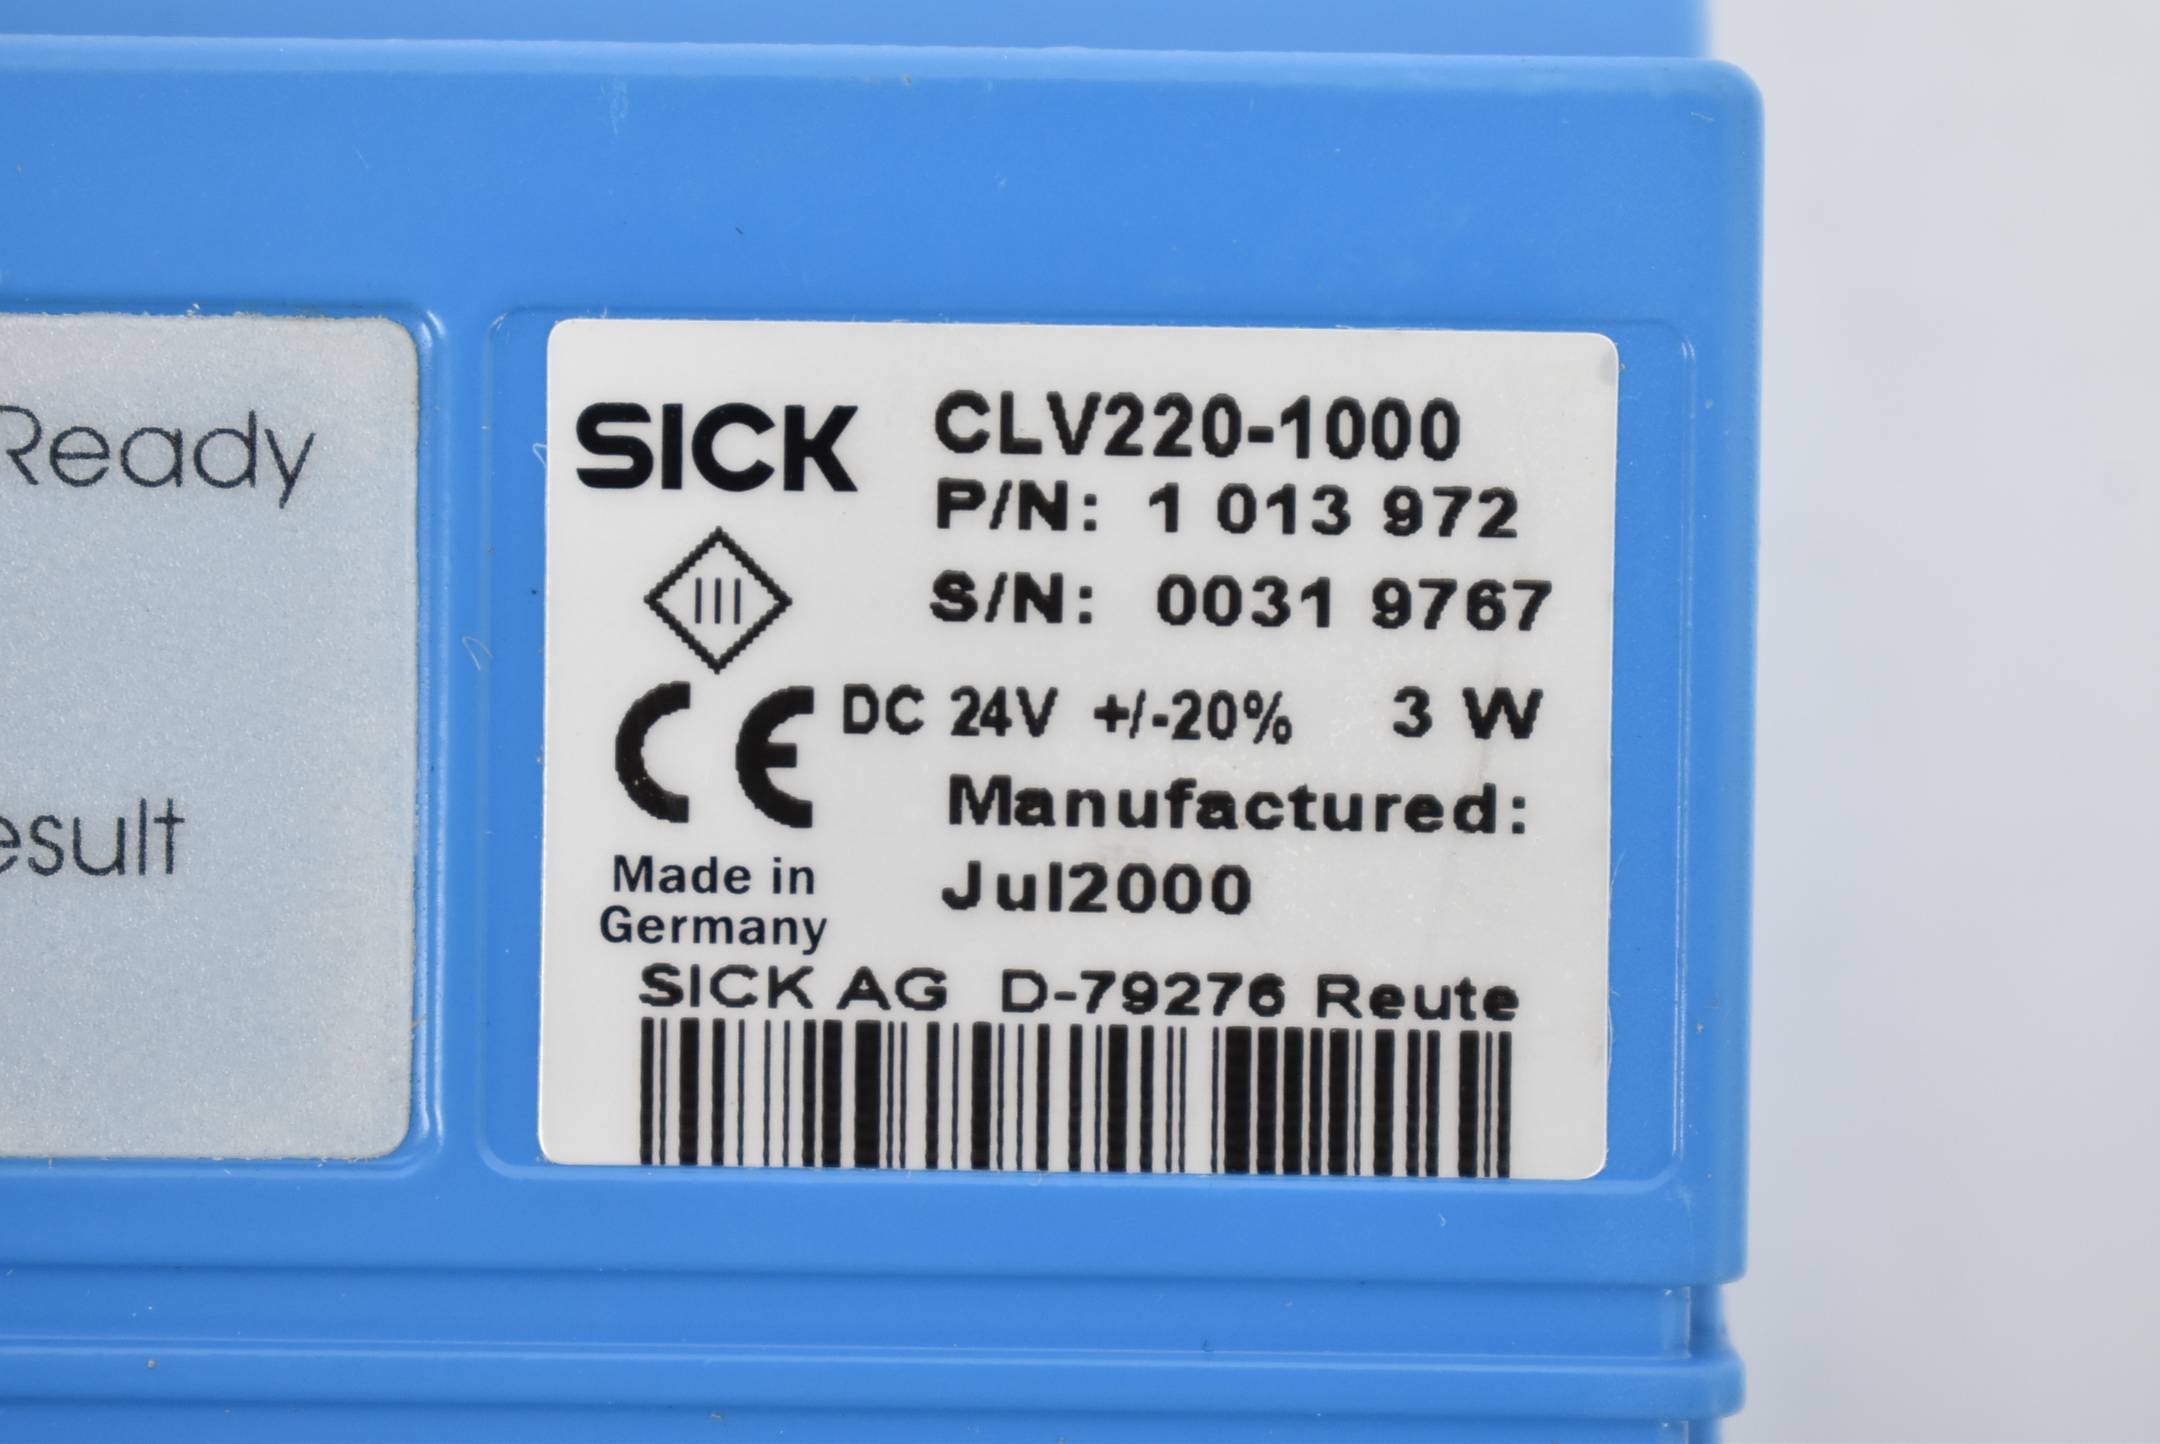 Ready
esult
SICK
CLV220-1000
P/N: 1 013 972
S/N: 0031 9767
DC 24V +/-20% 3 W
Manufactured:
Jul2000
CE
Made in
Germany
SICK AG D-79276 Reute